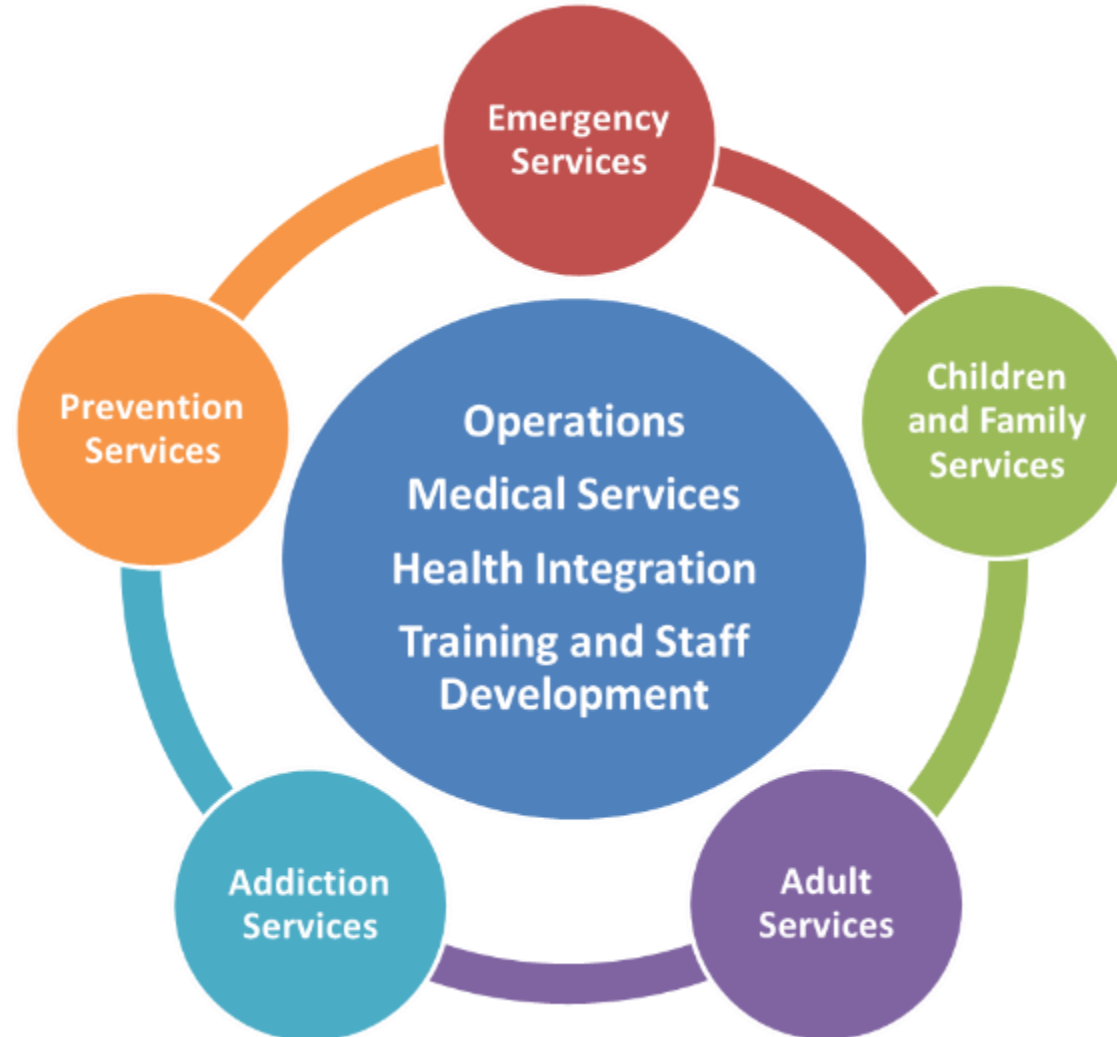 Emergency
Services
Children
and Family
Services
Adult
Services
Addiction
Services
Prevention
Services
Operations
Medical Services
Health Integration
Training and Staff
Development